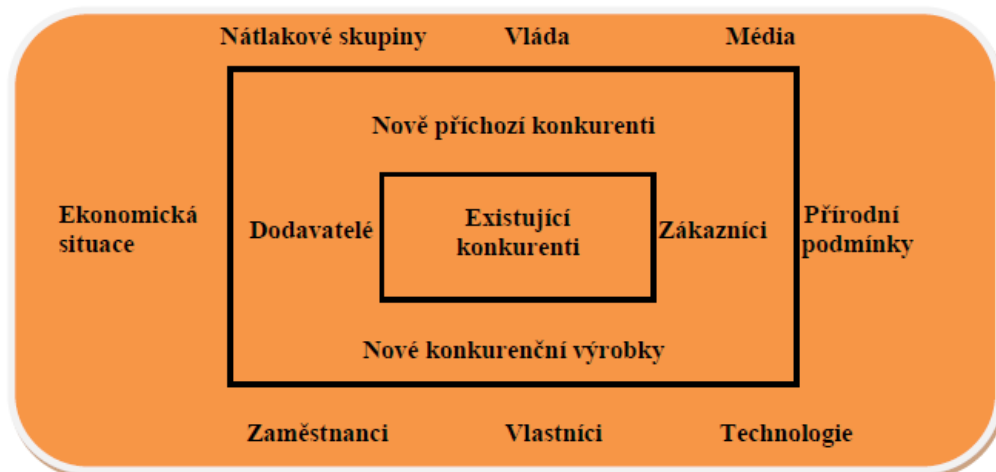 Nátlakové skupiny Vláda Média
Nově příchozí konkurenti
Ekonomická
situace
Dodavatelé
Existující
konkurenti
Zákazníci
Přírodní
podmínky
Nové konkurenční výrobky
Zaměstnanci Vlastníci Technologie